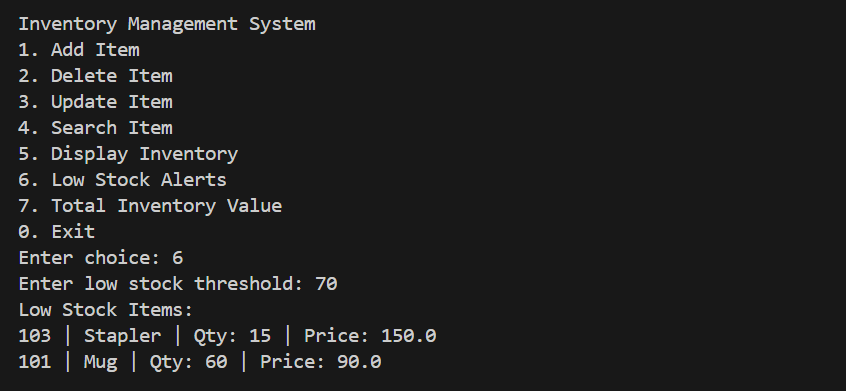 Inventory Management System
1. Add Item
2. Delete Item
3. Update Item
4. Search Item
5. Display Inventory
6. Low Stock Alerts
7. Total Inventory Value
0. Exit
Enter choice: 6
Enter low stock threshold: 70
Low Stock Items:
103 | Stapler | Qty: 15 | Price: 150.0
101 | Mug | Qty: 60 | Price: 90.0